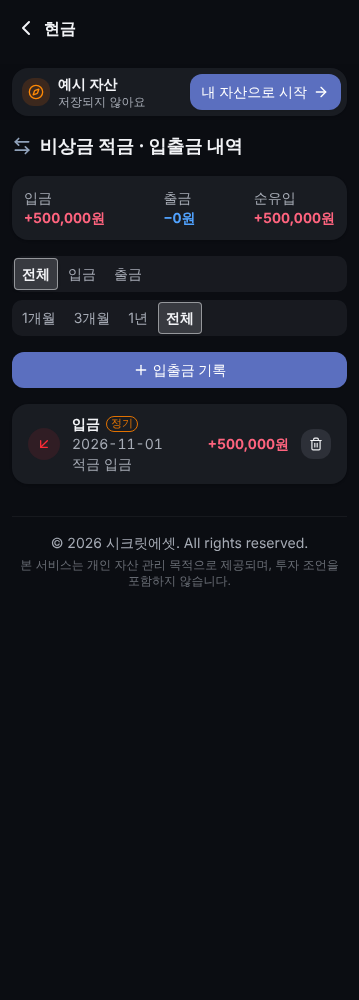 현금
예시 자산
저장되지 않아요
내 자산으로 시작
비상금 적금 · 입출금 내역
입금 출금 순유입
+500,000원 −0원 +500,000원
전체 입금 출금
1개월 3개월 1년 전체
입출금 기록
입금 정기
2026-11-01
적금 입금
+500,000원
© 2026 시크릿에셋. All rights reserved.
본 서비스는 개인 자산 관리 목적으로 제공되며, 투자 조언을
포함하지 않습니다.